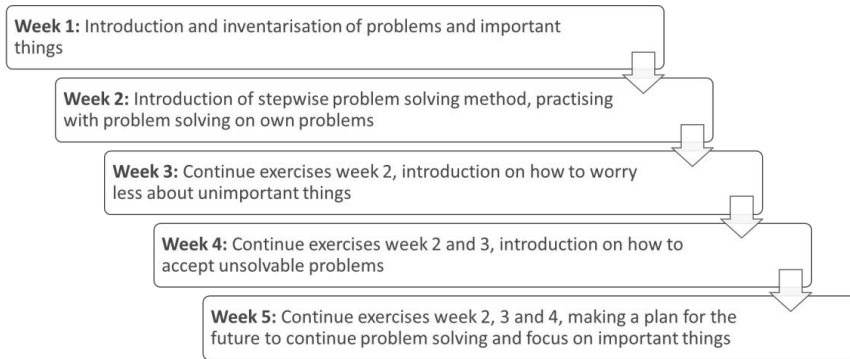 Week 1: Introduction and inventarisation of problems and important
things
Week 2: Introduction of stepwise problem solving method, practising
with problem solving on own problems
Week 3: Continue exercises week 2, introduction on how to worry
less about unimportant things
Week 4: Continue exercises week 2 and 3, introduction on how to
accept unsolvable problems
Week 5: Continue exercises week 2, 3 and 4, making a plan for the
future to continue problem solving and focus on important things